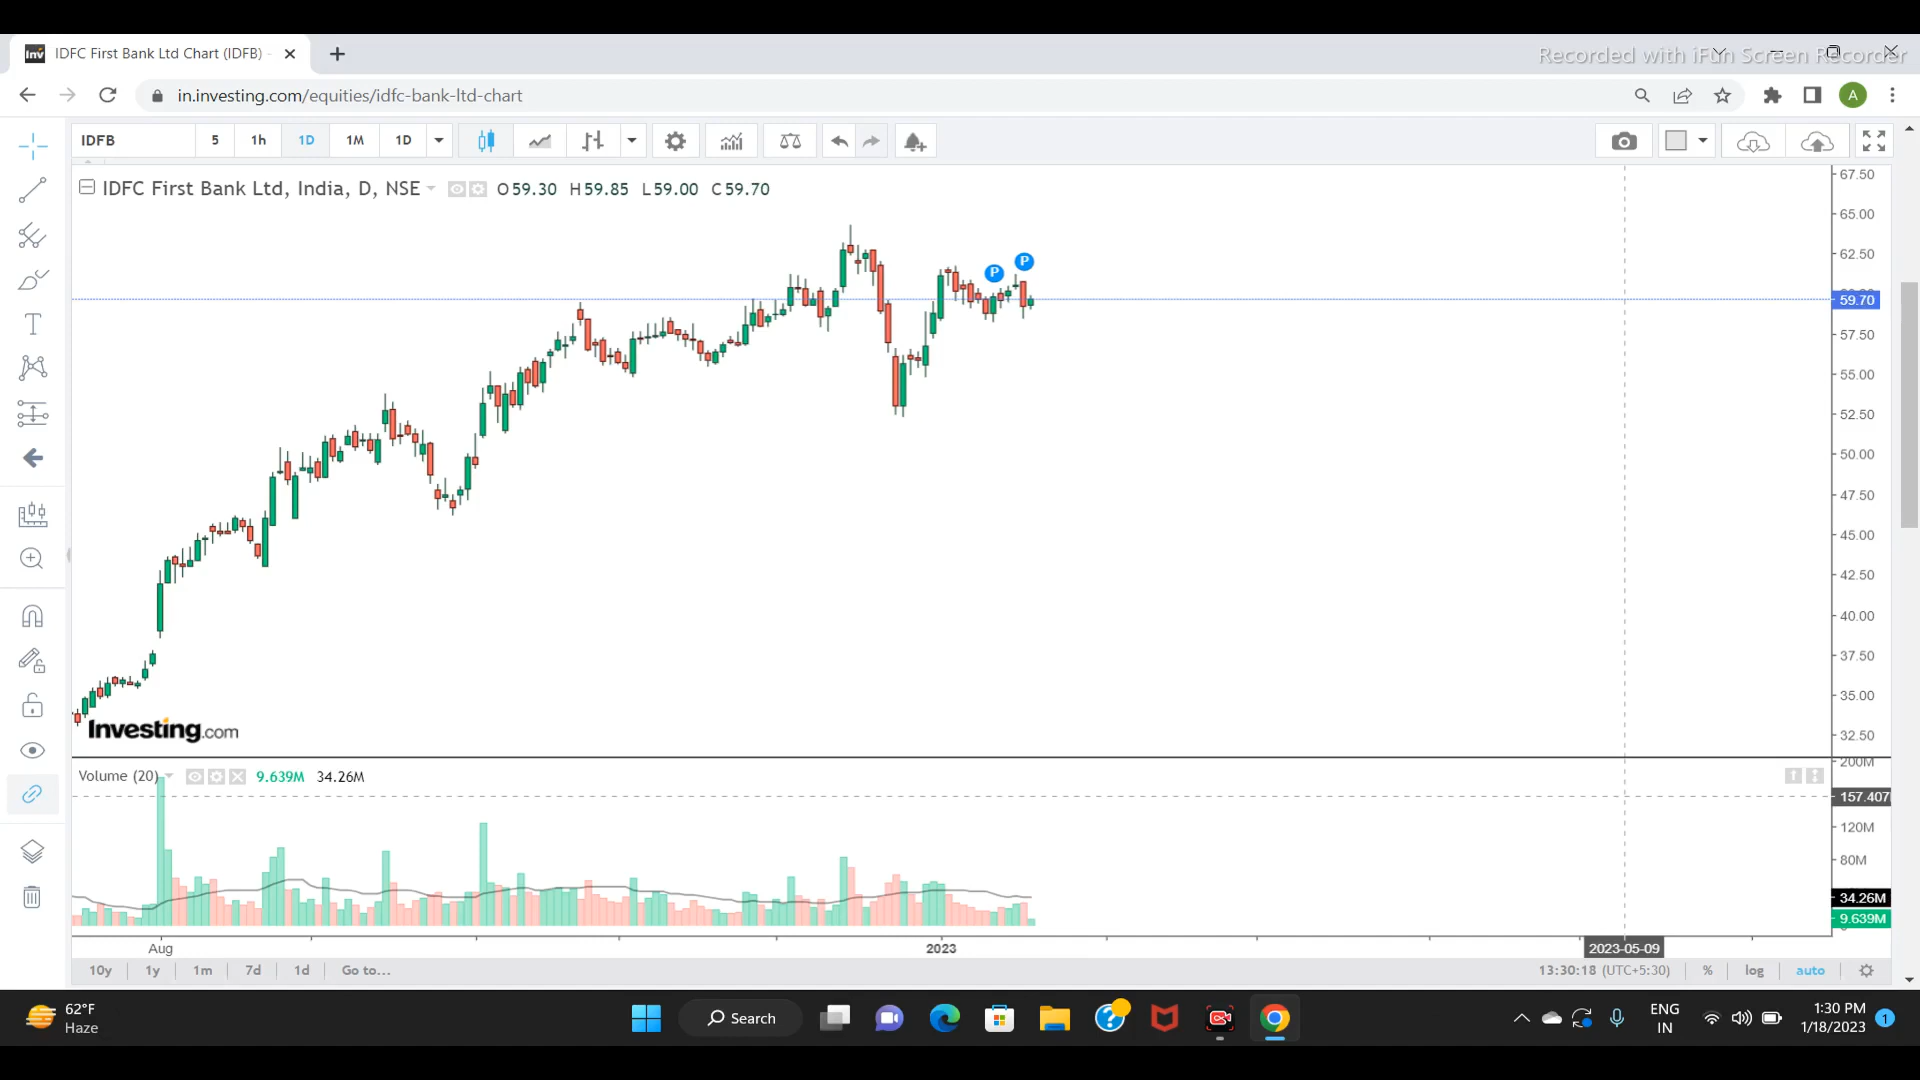 IDFC First Bank Ltd Chart (IDFB) -
Recorded with iFun Screen Recorder
in.investing.com/equities/idfc-bank-ltd-chart
A
IDFB 5 1h 1D 1M 1D
IDFC First Bank Ltd, India, D, NSE O59.30 H59.85 L59.00 C59.70
67.50
65.00
62.50
P P
59.70
57.50
55.00
52.50
50.00
47.50
45.00
42.50
40.00
37.50
35.00
32.50
Investing.com
Volume (20) 9.639M 34.26M
200M
157.407
120M
80M
34.26M
9.639M
Aug 2023 2023-05-09
10y 1y 1m 7d 1d Go to... 13:30:18 (UTC+5:30) % log auto
62°F
Haze
Search
ENG
IN
1:30 PM
1/18/2023
1